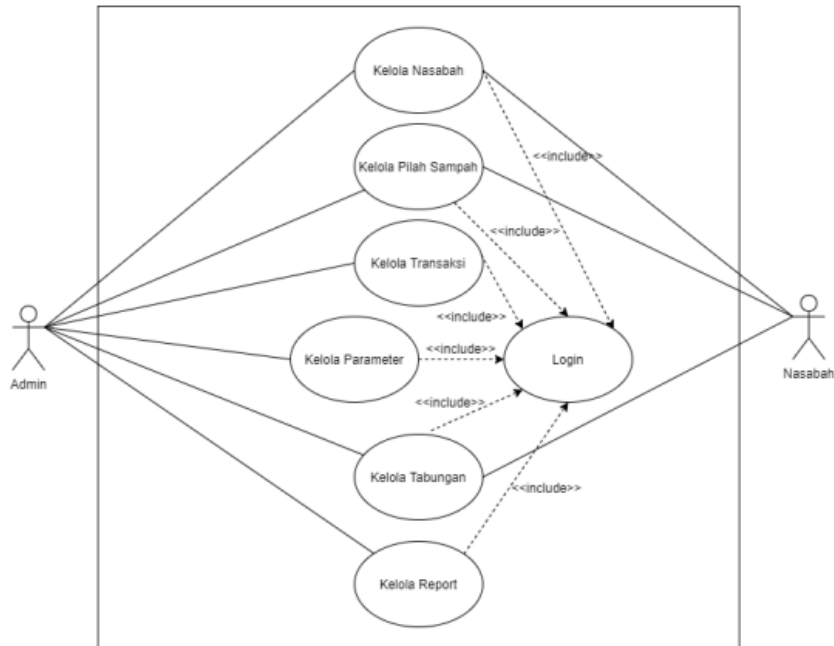 Kelola Nasabah
<<include>>
Kelola Pilah Sampah
<<include>>
Kelola Transaksi
<<include>>
Kelola Parameter
<<include>>
Login
Admin
Nasabah
<<include>>
Kelola Tabungan
<<include>>
Kelola Report